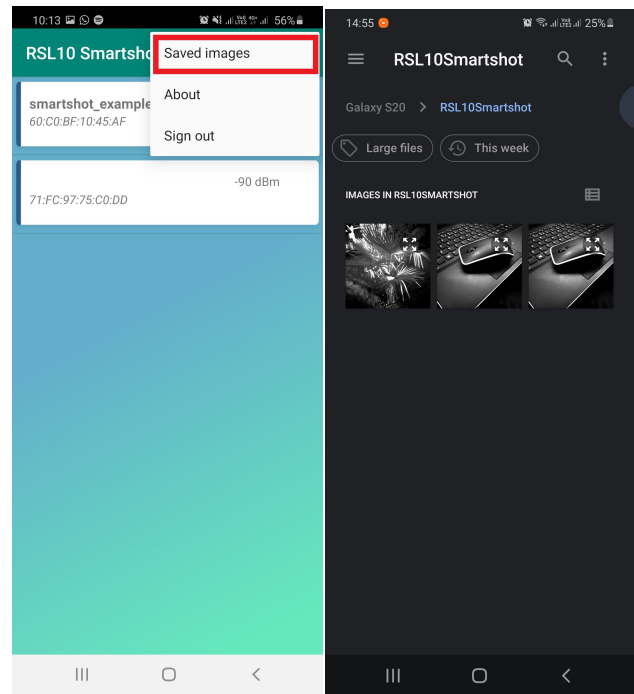 10:13
56%
RSL10 Smartsho
Saved images
About
Sign out
smartshot_example
60:C0:BF:10:45:AF
-90 dBm
71:FC:97:75:C0:DD
14:55
25%
RSL10Smartshot
Galaxy S20 > RSL10Smartshot
Large files
This week
IMAGES IN RSL10SMARTSHOT